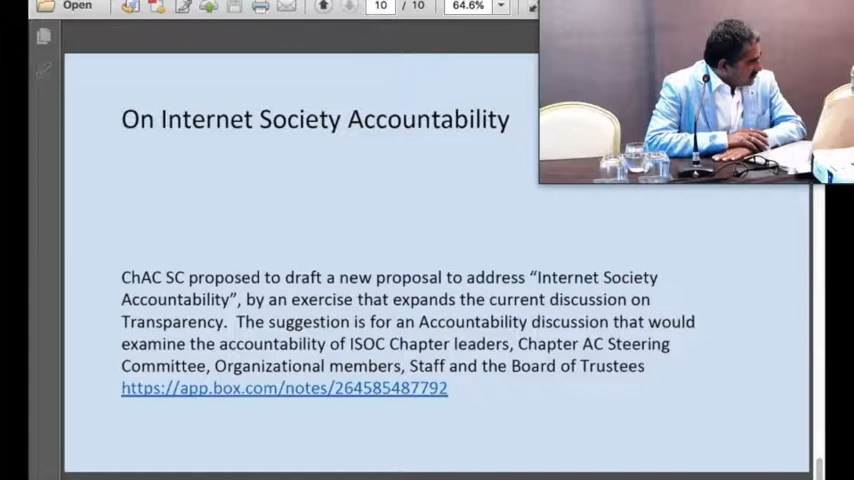 Open
10 / 10
64.6%
On Internet Society Accountability
ChAC SC proposed to draft a new proposal to address “Internet Society
Accountability”, by an exercise that expands the current discussion on
Transparency.  The suggestion is for an Accountability discussion that would
examine the accountability of ISOC Chapter leaders, Chapter AC Steering
Committee, Organizational members, Staff and the Board of Trustees
https://app.box.com/notes/264585487792